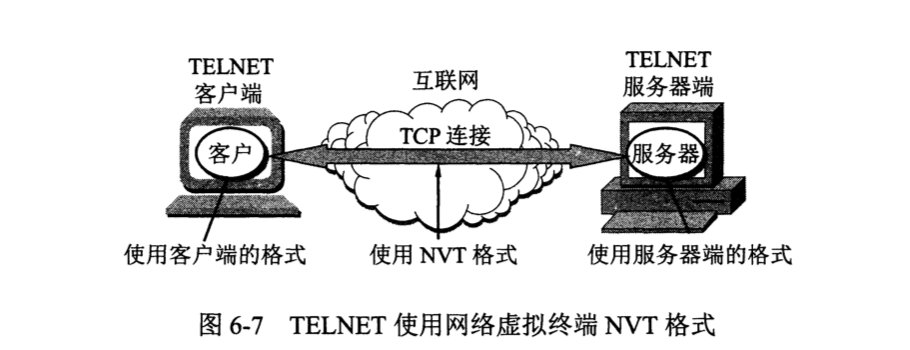 TELNET
客户端
互联网
TELNET
服务器端
TCP 连接
客户
服务器
使用客户端的格式
使用 NVT 格式
使用服务器端的格式
图 6-7 TELNET 使用网络虚拟终端 NVT 格式